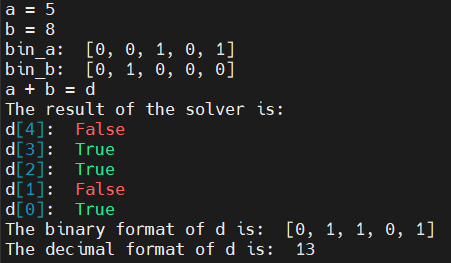 a = 5
b = 8
bin_a:  [0, 0, 1, 0, 1]
bin_b:  [0, 1, 0, 0, 0]
a + b = d
The result of the solver is:
d[4]:  False
d[3]:  True
d[2]:  True
d[1]:  False
d[0]:  True
The binary format of d is:  [0, 1, 1, 0, 1]
The decimal format of d is:  13